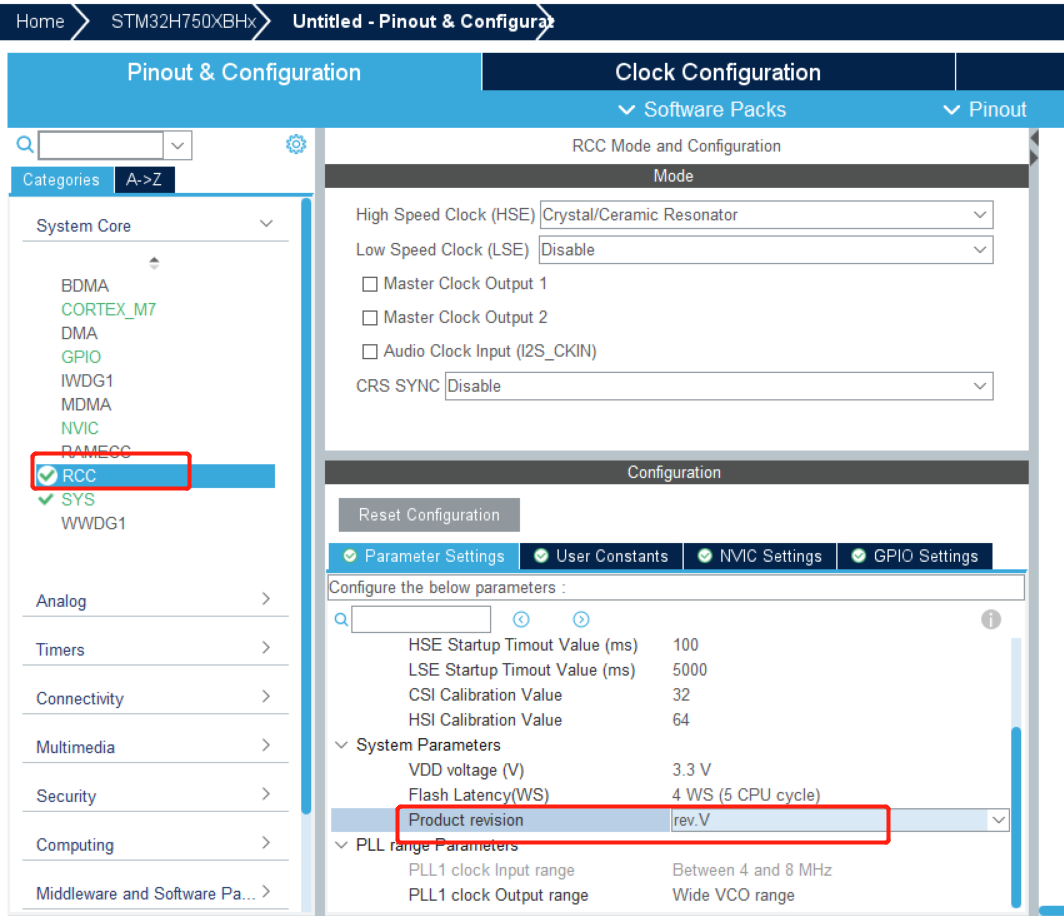 Home
STM32H750XBHx
Untitled - Pinout & Configurat
Pinout & Configuration
Clock Configuration
Software Packs
Pinout
Categories
A->Z
System Core
BDMA
CORTEX_M7
DMA
GPIO
IWDG1
MDMA
NVIC
RAMECC
RCC
SYS
WWDG1
Analog
Timers
Connectivity
Multimedia
Security
Computing
Middleware and Software Pa...
RCC Mode and Configuration
Mode
High Speed Clock (HSE) Crystal/Ceramic Resonator
Low Speed Clock (LSE) Disable
Master Clock Output 1
Master Clock Output 2
Audio Clock Input (I2S_CKIN)
CRS SYNC Disable
Configuration
Reset Configuration
Parameter Settings
User Constants
NVIC Settings
GPIO Settings
Configure the below parameters :
HSE Startup Timout Value (ms) 100
LSE Startup Timout Value (ms) 5000
CSI Calibration Value 32
HSI Calibration Value 64
System Parameters
VDD voltage (V) 3.3 V
Flash Latency(WS) 4 WS (5 CPU cycle)
Product revision rev.V
PLL range Parameters
PLL1 clock Input range Between 4 and 8 MHz
PLL1 clock Output range Wide VCO range